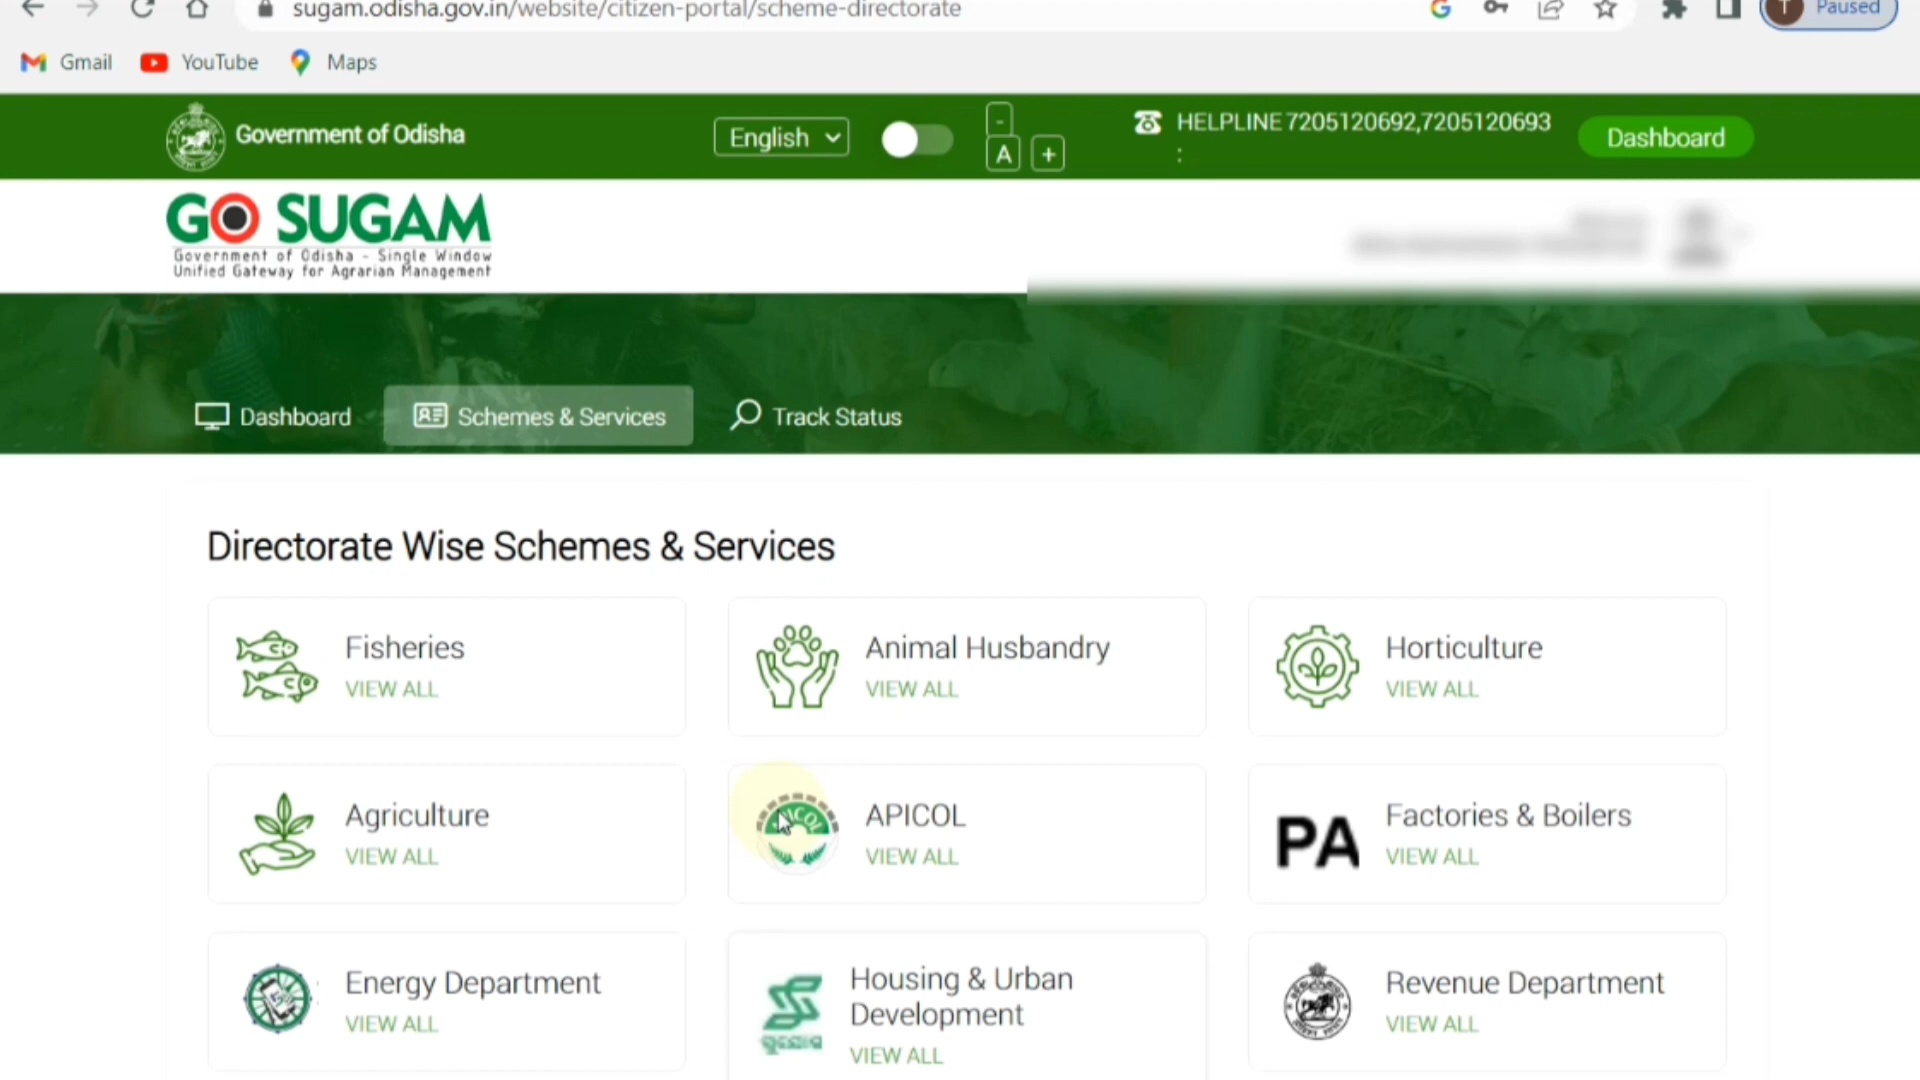 sugam.odisha.gov.in/website/citizen-portal/scheme-directorate
T Paused
Gmail YouTube Maps
Government of Odisha
English
-
A +
HELPLINE 7205120692,7205120693
:
Dashboard
GO SUGAM
Government of Odisha - Single Window
Unified Gateway for Agrarian Management
Dashboard Schemes & Services Track Status
Directorate Wise Schemes & Services
Fisheries
VIEW ALL
Animal Husbandry
VIEW ALL
Horticulture
VIEW ALL
Agriculture
VIEW ALL
APICOL
VIEW ALL
PA
Factories & Boilers
VIEW ALL
Energy Department
VIEW ALL
ସୁଯୋଗ
Housing & Urban
Development
VIEW ALL
Revenue Department
VIEW ALL